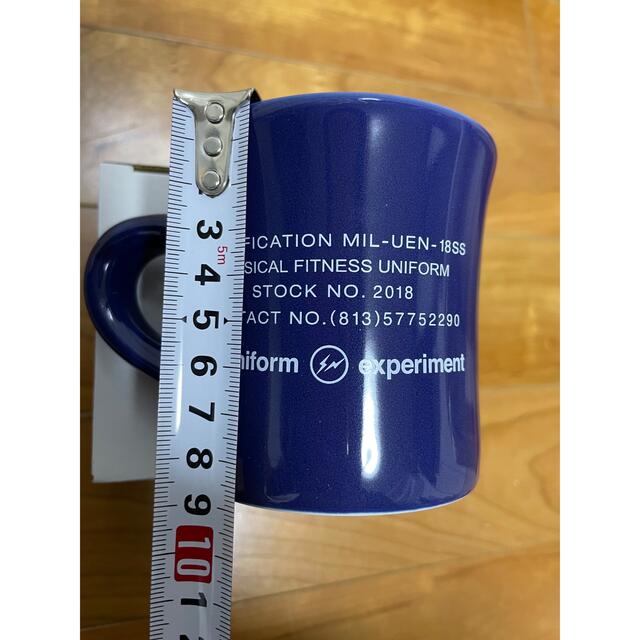 FICATION MIL-UEN-18SS
SICAL FITNESS UNIFORM
STOCK NO. 2018
TACT NO.(813)57752290
niform experiment
3
5m
4
5
6
7
8
9
10
1